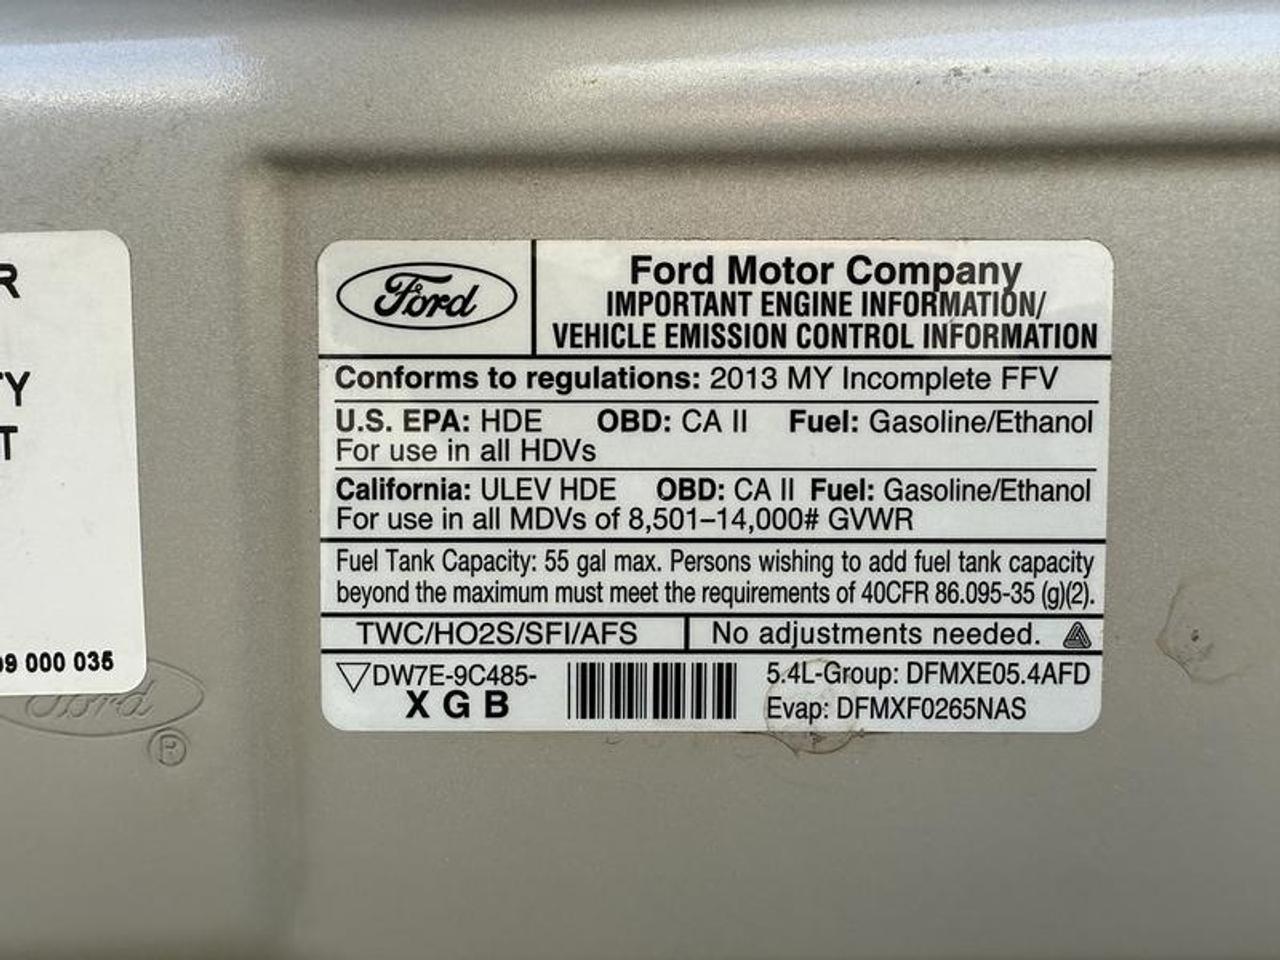 R
TY
T
09 000 035
Ford
®
Ford
Ford Motor Company
IMPORTANT ENGINE INFORMATION/
VEHICLE EMISSION CONTROL INFORMATION
Conforms to regulations: 2013 MY Incomplete FFV
U.S. EPA: HDE OBD: CA II Fuel: Gasoline/Ethanol
For use in all HDVs
California: ULEV HDE OBD: CA II Fuel: Gasoline/Ethanol
For use in all MDVs of 8,501–14,000# GVWR
Fuel Tank Capacity: 55 gal max. Persons wishing to add fuel tank capacity
beyond the maximum must meet the requirements of 40CFR 86.095-35 (g)(2).
TWC/HO2S/SFI/AFS No adjustments needed.
DW7E-9C485-
X G B
5.4L-Group: DFMXE05.4AFD
Evap: DFMXF0265NAS